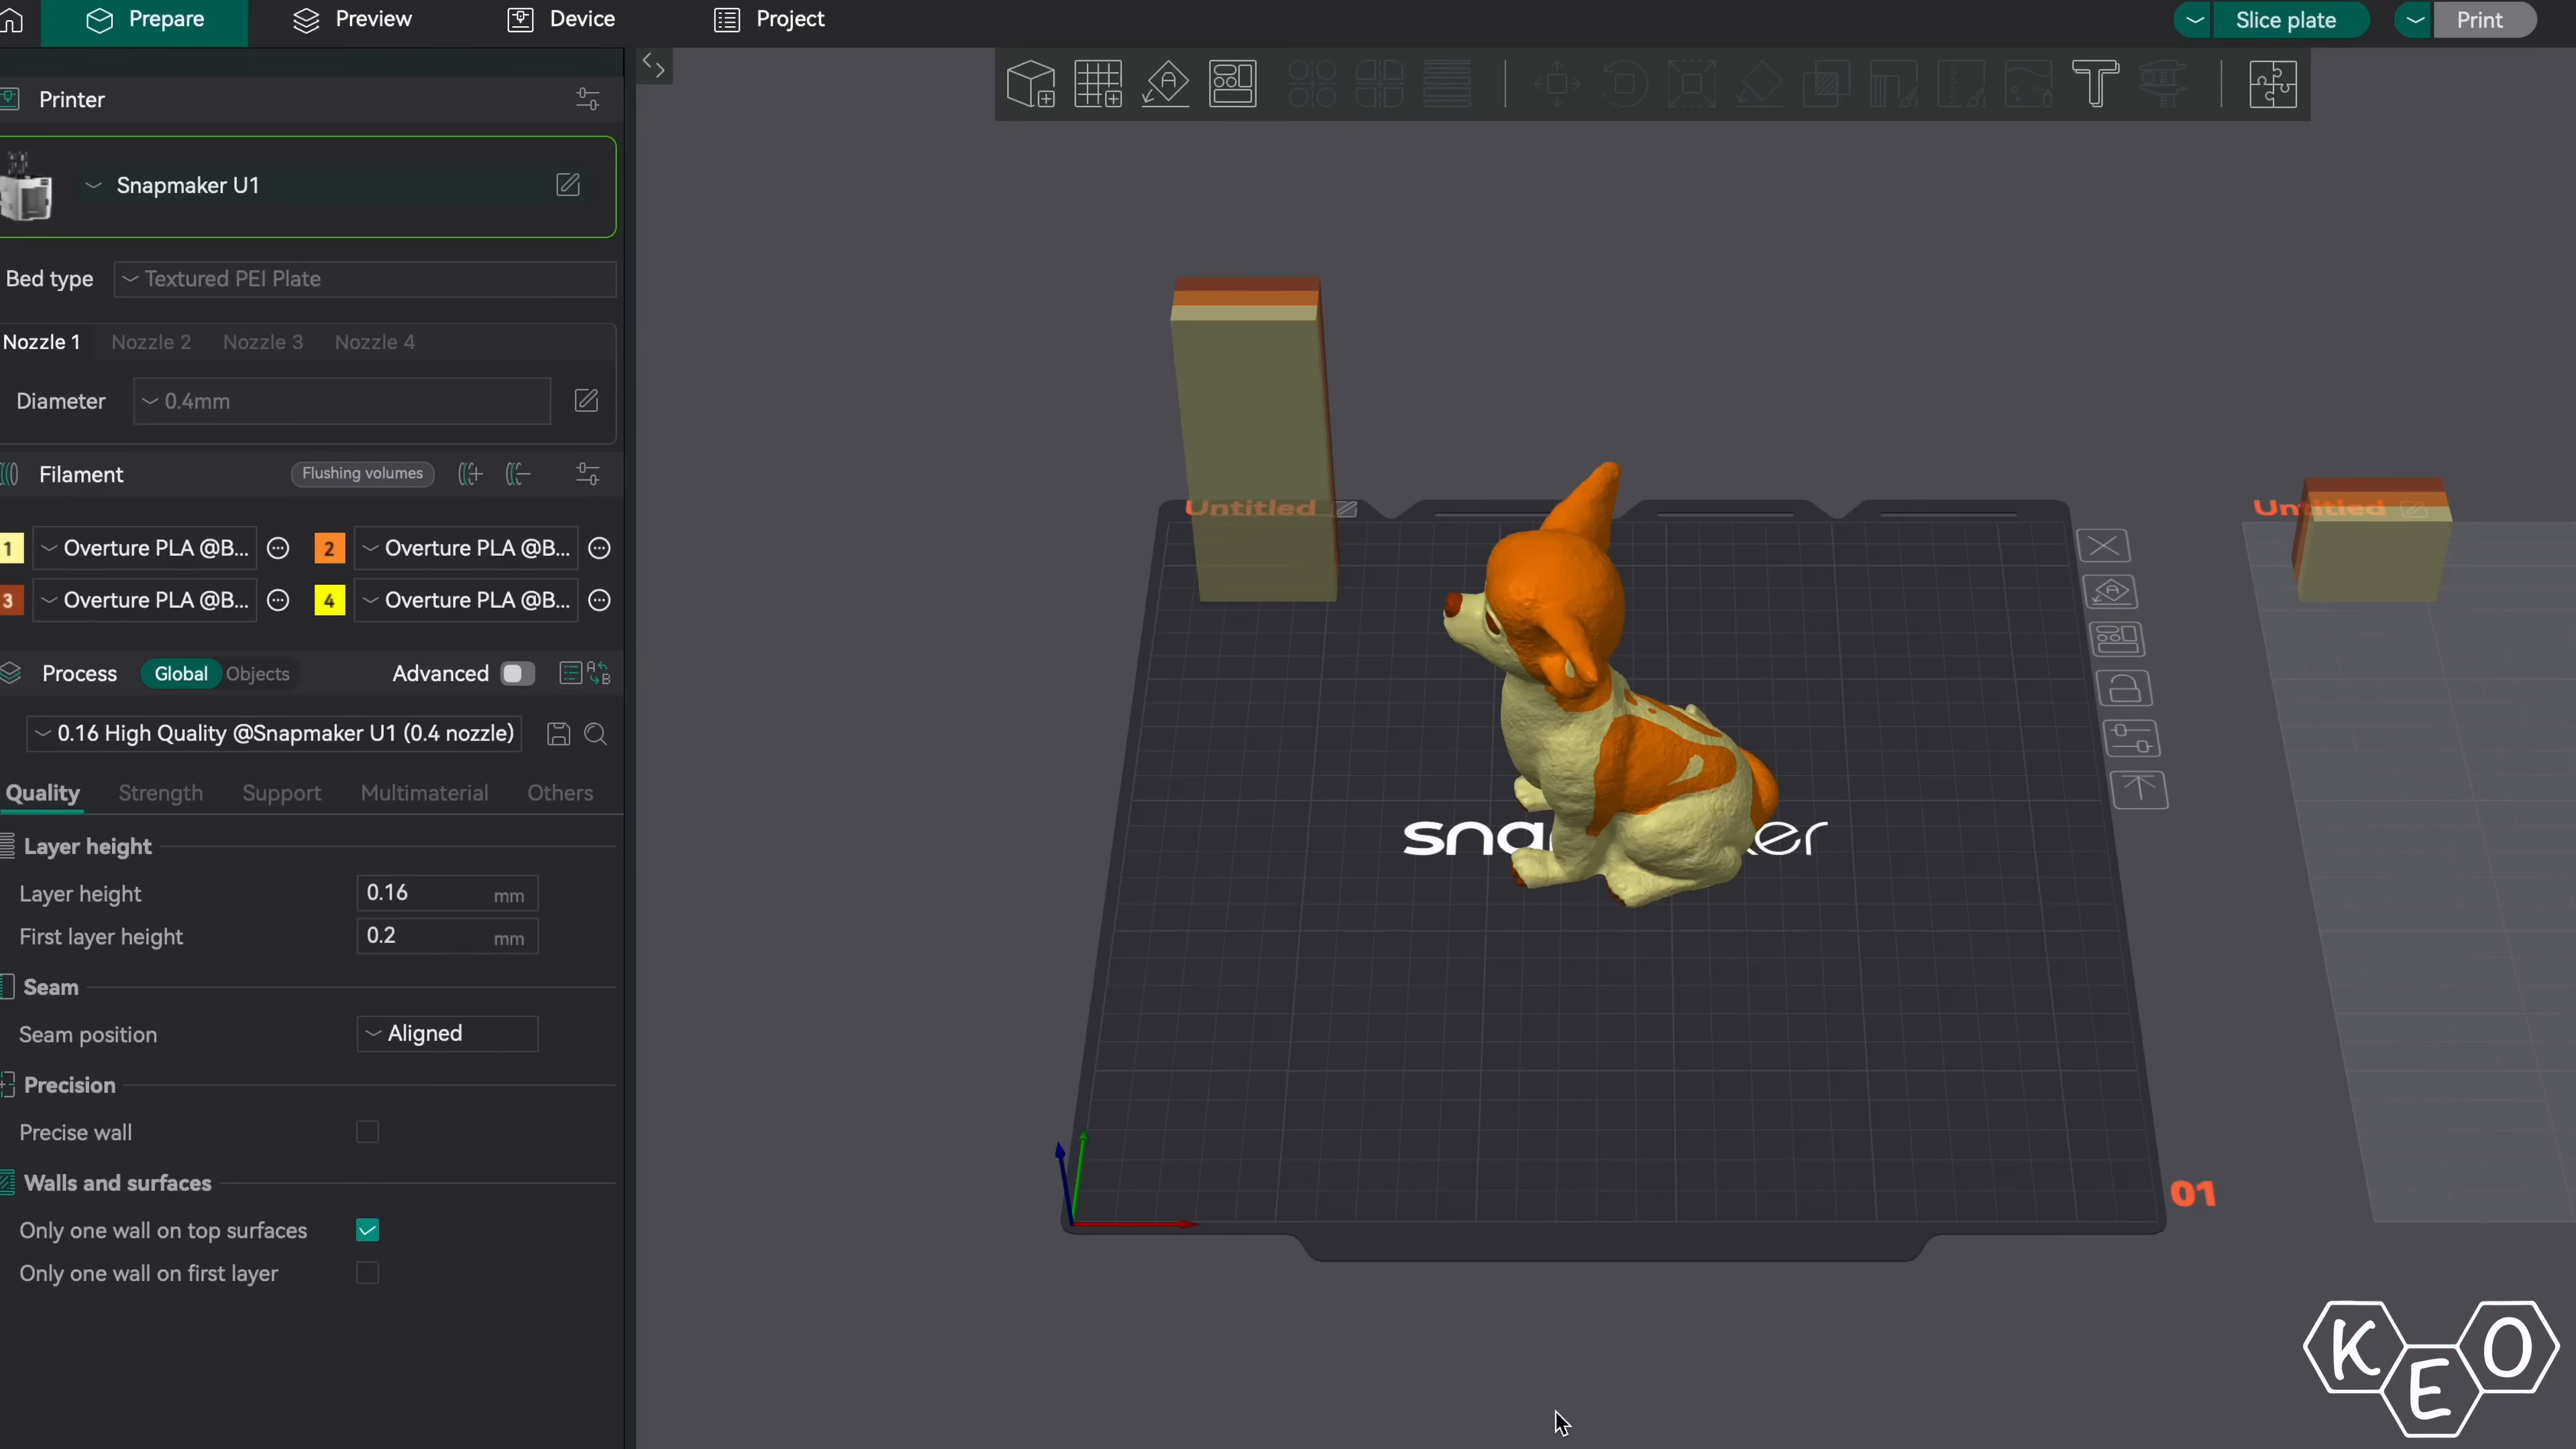 Prepare
Preview
Device
Project
Slice plate
Print
Printer
Snapmaker U1
Bed type
Textured PEI Plate
Nozzle 1
Nozzle 2
Nozzle 3
Nozzle 4
Diameter
0.4mm
Filament
Flushing volumes
1
Overture PLA @B...
2
Overture PLA @B...
3
Overture PLA @B...
4
Overture PLA @B...
Process
Global
Objects
Advanced
0.16 High Quality @Snapmaker U1 (0.4 nozzle)
Quality
Strength
Support
Multimaterial
Others
Layer height
Layer height
0.16 mm
First layer height
0.2 mm
Seam
Seam position
Aligned
Precision
Precise wall
Walls and surfaces
Only one wall on top surfaces
Only one wall on first layer
Untitled
Untitled
01
KEO